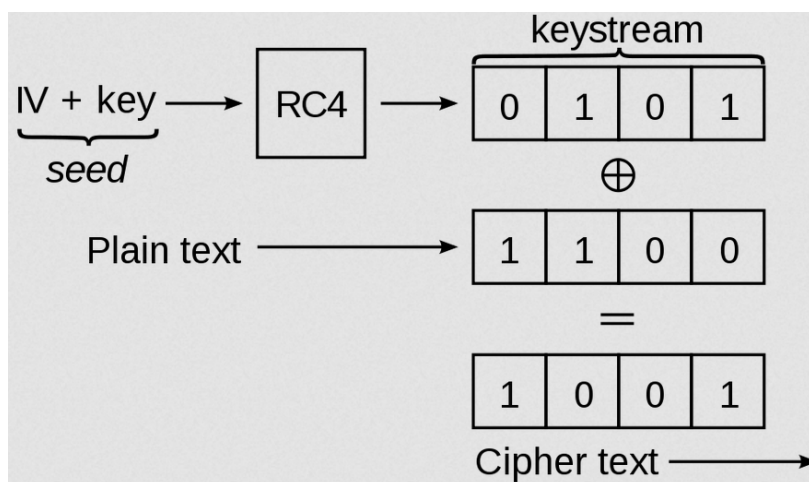 keystream
IV + key
RC4
0 1 0 1
seed
⊕
Plain text
1 1 0 0
=
1 0 0 1
Cipher text